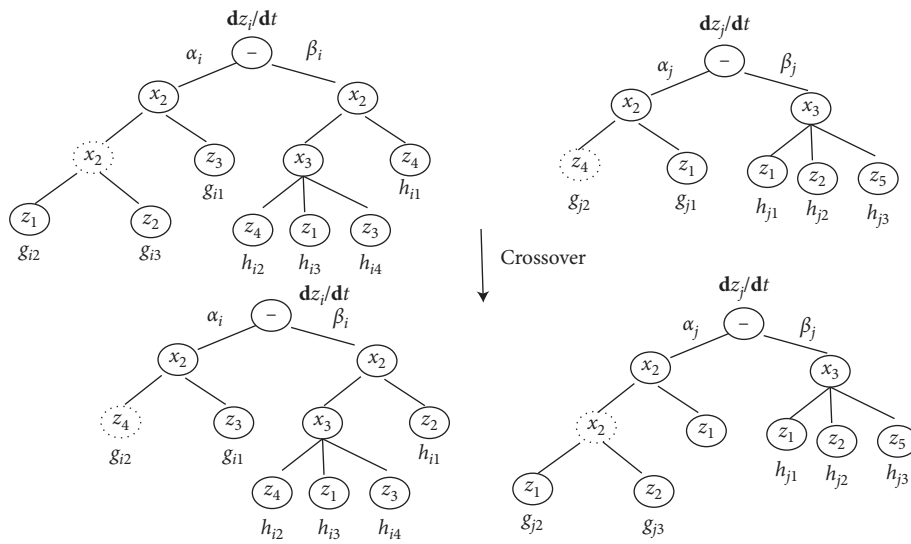 dz_i/dt
α_i − β_i
x_2 x_2
x_2 z_3 x_3 z_4
g_i1 h_i1
z_1 z_2 z_4 z_1 z_3
g_i2 g_i3 h_i2 h_i3 h_i4
dz_j/dt
α_j − β_j
x_2 x_3
z_4 z_1 z_1 z_2 z_5
g_j2 g_j1 h_j1 h_j2 h_j3
Crossover
dz_i/dt
α_i − β_i
x_2 x_2
z_4 z_3 x_3 z_2
g_i2 g_i1 h_i1
z_4 z_1 z_3
h_i2 h_i3 h_i4
dz_j/dt
α_j − β_j
x_2 x_3
x_2 z_1 z_1 z_2 z_5
h_j1 h_j2 h_j3
z_1 z_2
g_j2 g_j3